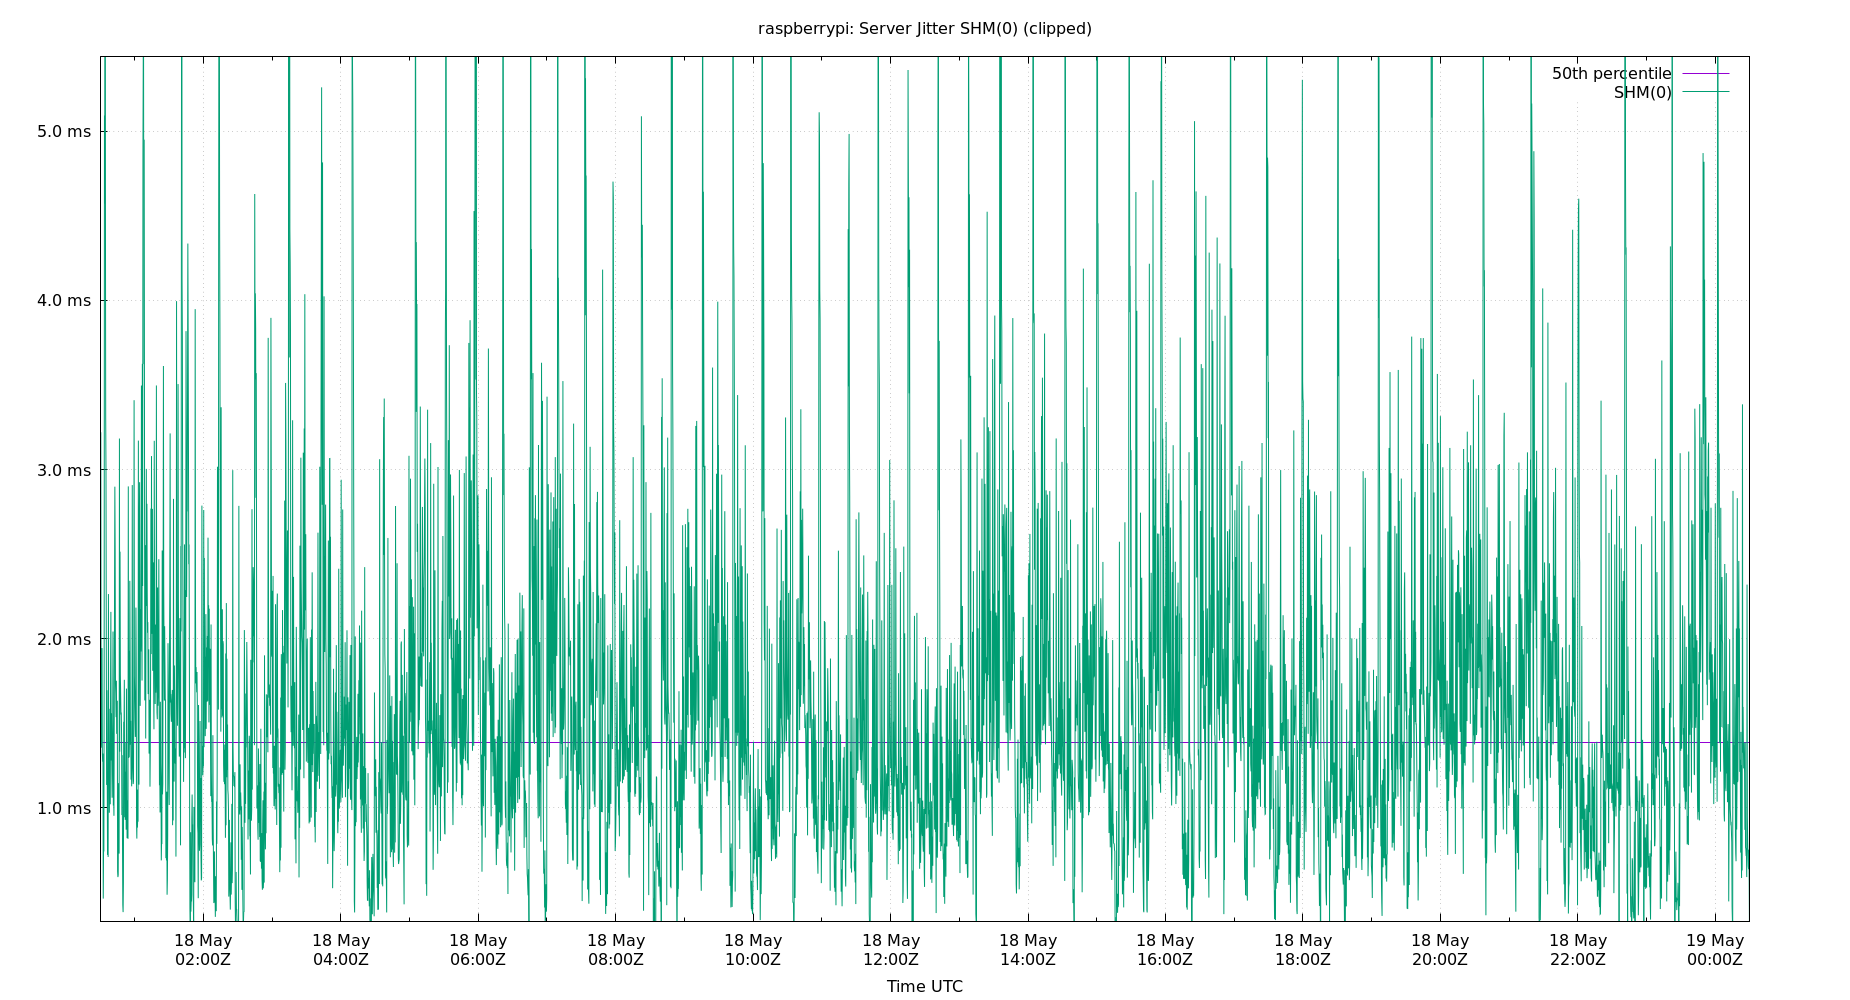 raspberrypi: Server Jitter SHM(0) (clipped)
50th percentile
SHM(0)
5.0 ms
4.0 ms
3.0 ms
2.0 ms
1.0 ms
18 May 18 May 18 May 18 May 18 May 18 May 18 May 18 May 18 May 18 May 18 May 19 May
02:00Z 04:00Z 06:00Z 08:00Z 10:00Z 12:00Z 14:00Z 16:00Z 18:00Z 20:00Z 22:00Z 00:00Z
Time UTC